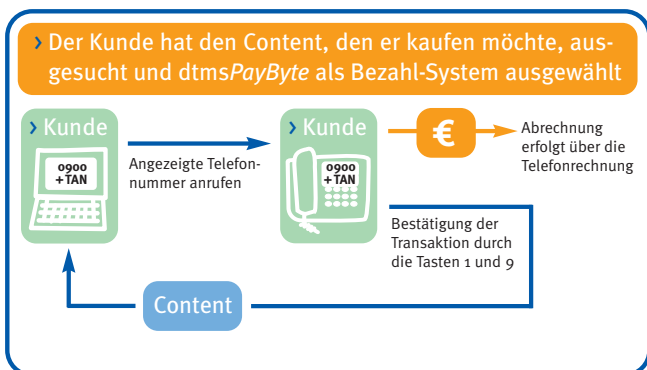 › Der Kunde hat den Content, den er kaufen möchte, aus-
gesucht und dtmsPayByte als Bezahl-System ausgewählt
› Kunde
0900
+TAN
Angezeigte Telefon-
nummer anrufen
› Kunde
0900
+TAN
€
Abrechnung
erfolgt über die
Telefonrechnung
Bestätigung der
Transaktion durch
die Tasten 1 und 9
Content